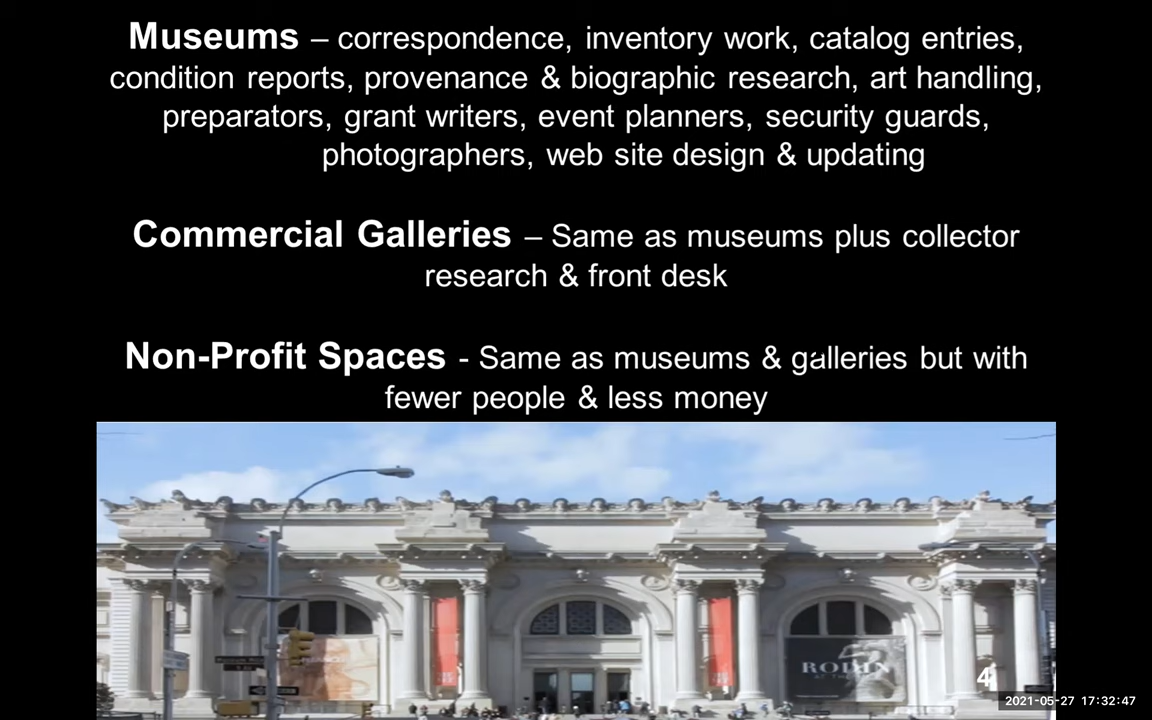 Museums – correspondence, inventory work, catalog entries,
condition reports, provenance & biographic research, art handling,
preparators, grant writers, event planners, security guards,
photographers, web site design & updating
Commercial Galleries – Same as museums plus collector
research & front desk
Non-Profit Spaces - Same as museums & galleries but with
fewer people & less money
RODIN
AT THE
4
2021-05-27 17:32:47